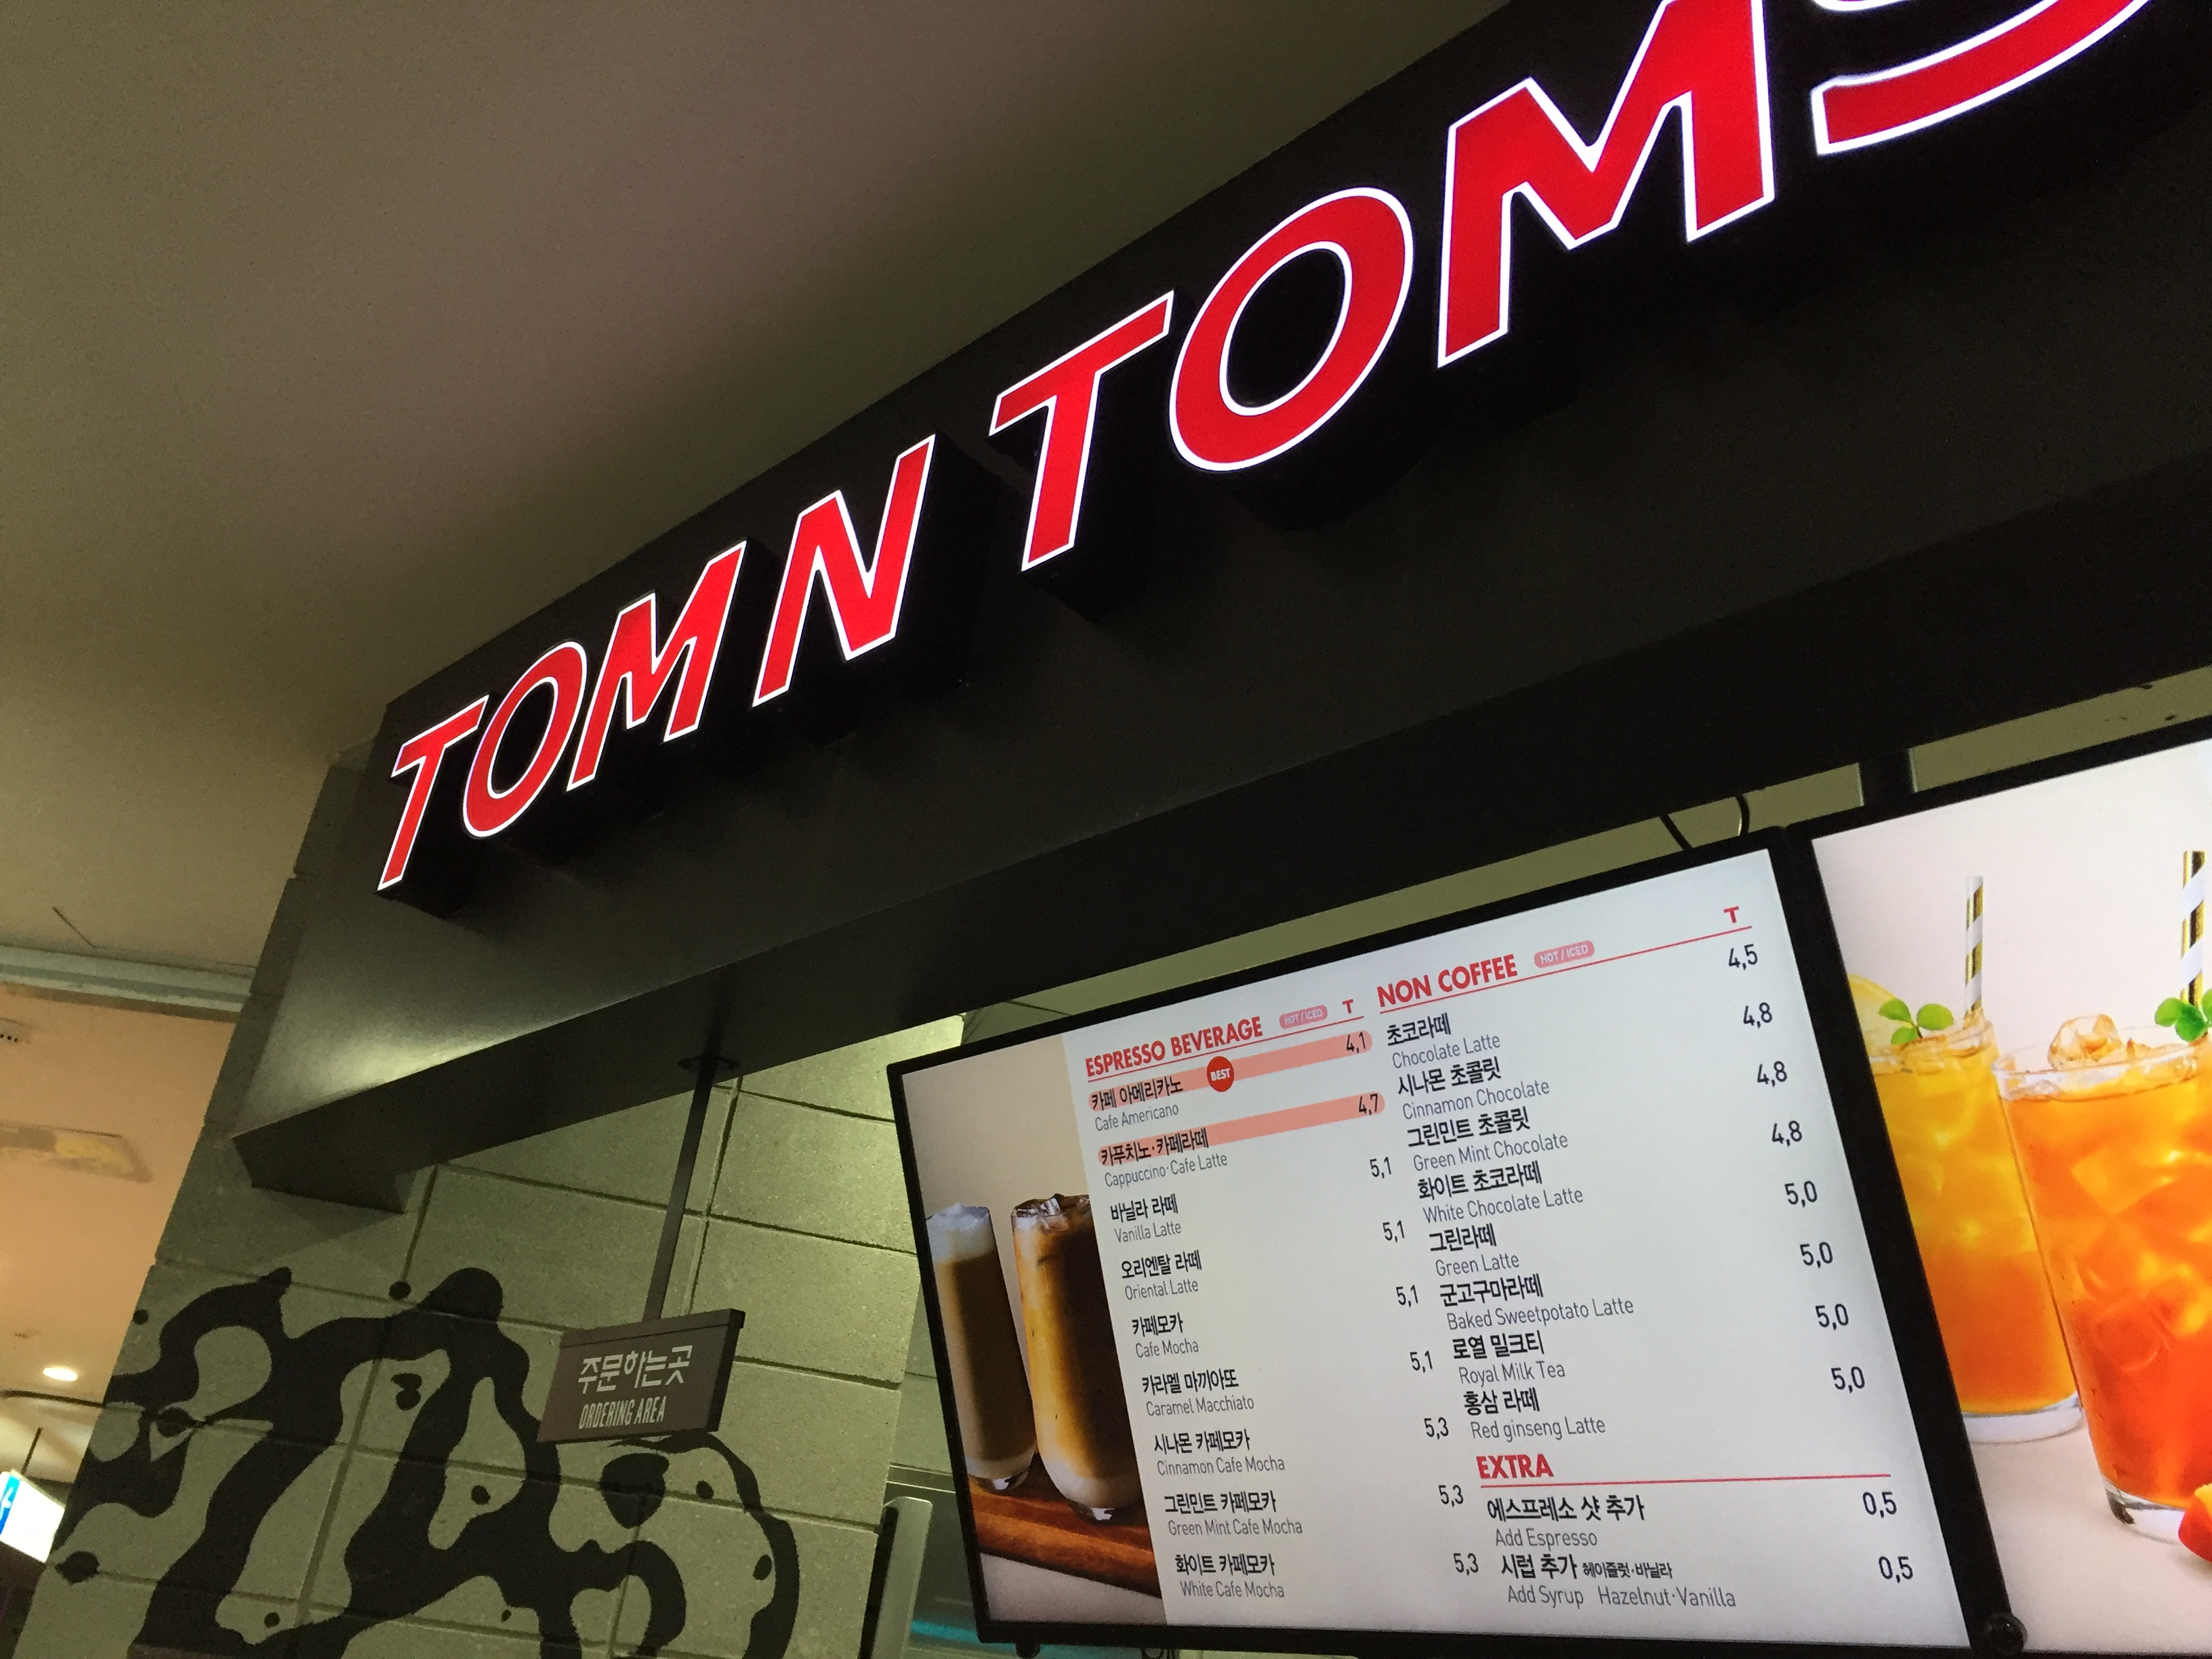 TOM N TOMS
주문하는곳
ORDERING AREA
ESPRESSO BEVERAGE HOT / ICED T
카페 아메리카노 BEST 4,1
Cafe Americano
카푸치노·카페라떼 4,7
Cappuccino·Cafe Latte
바닐라 라떼 5,1
Vanilla Latte
오리엔탈 라떼 5,1
Oriental Latte
카페모카 5,1
Cafe Mocha
카라멜 마끼아또 5,1
Caramel Macchiato
시나몬 카페모카 5,3
Cinnamon Cafe Mocha
그린민트 카페모카 5,3
Green Mint Cafe Mocha
화이트 카페모카 5,3
White Cafe Mocha
NON COFFEE HOT / ICED T
초코라떼 4,5
Chocolate Latte
시나몬 초콜릿 4,8
Cinnamon Chocolate
그린민트 초콜릿 4,8
Green Mint Chocolate
화이트 초코라떼 4,8
White Chocolate Latte
그린라떼 5,0
Green Latte
군고구마라떼 5,0
Baked Sweetpotato Latte
로열 밀크티 5,0
Royal Milk Tea
홍삼 라떼 5,0
Red ginseng Latte
EXTRA
에스프레소 샷 추가 0,5
Add Espresso
시럽 추가 헤이즐럿·바닐라 0,5
Add Syrup Hazelnut·Vanilla